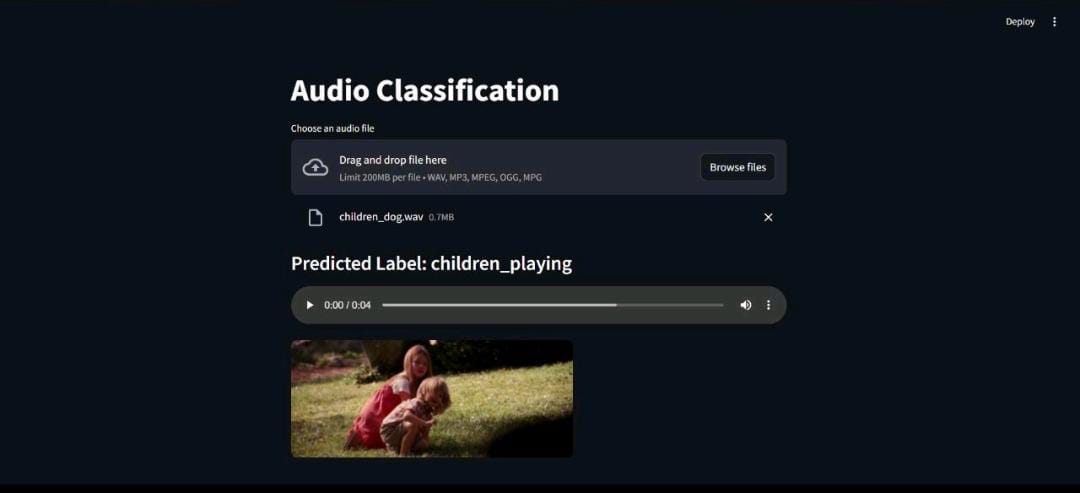 Deploy
Audio Classification
Choose an audio file
Drag and drop file here
Limit 200MB per file • WAV, MP3, MPEG, OGG, MPG
Browse files
children_dog.wav 0.7MB
Predicted Label: children_playing
0:00 / 0:04